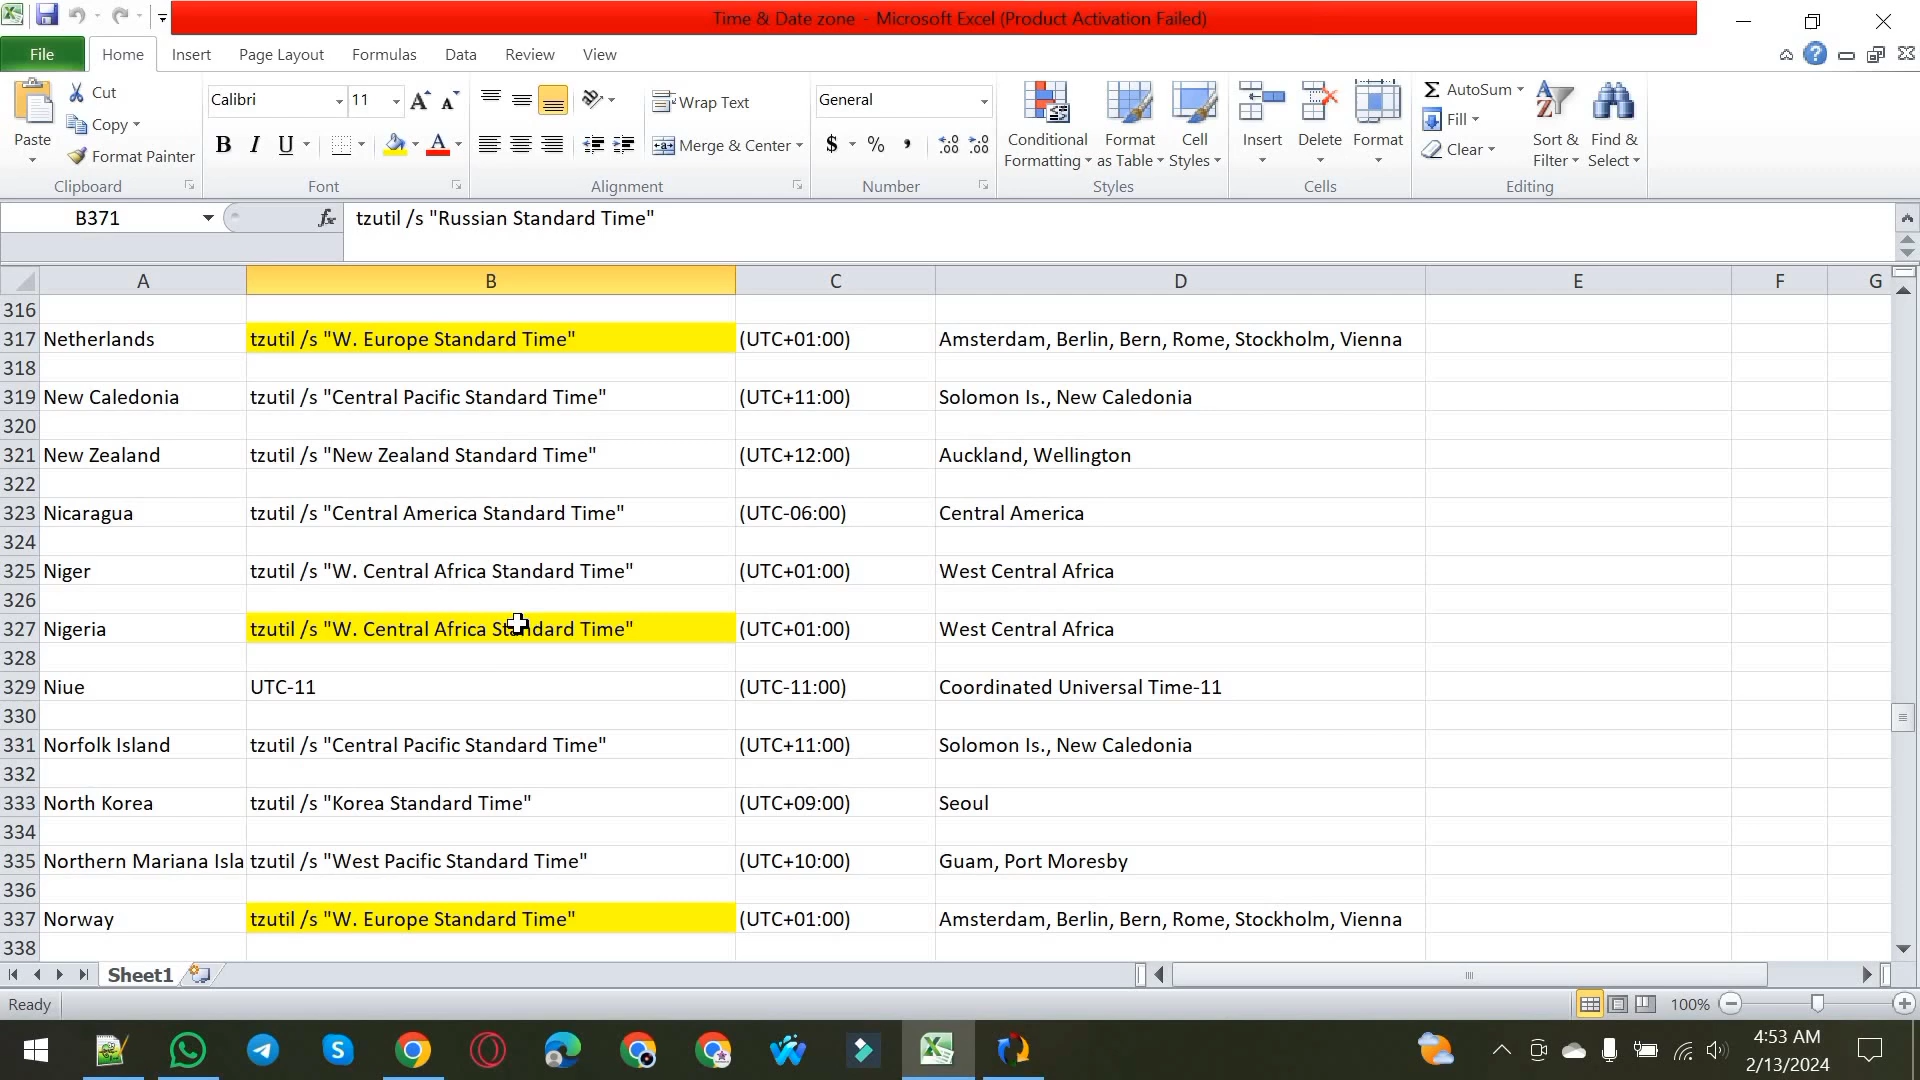 Time & Date zone - Microsoft Excel (Product Activation Failed)
File Home Insert Page Layout Formulas Data Review View
Paste
Cut
Copy
Format Painter
Clipboard
Calibri 11
B I U
Font
Wrap Text
Merge & Center
Alignment
General
$ % ,
Number
Conditional Formatting
Format as Table
Cell Styles
Styles
Insert Delete Format
Cells
AutoSum
Fill
Clear
Sort & Filter
Find & Select
Editing
B371 fx tzutil /s "Russian Standard Time"
A B C D E F G
316
317 Netherlands tzutil /s "W. Europe Standard Time" (UTC+01:00) Amsterdam, Berlin, Bern, Rome, Stockholm, Vienna
318
319 New Caledonia tzutil /s "Central Pacific Standard Time" (UTC+11:00) Solomon Is., New Caledonia
320
321 New Zealand tzutil /s "New Zealand Standard Time" (UTC+12:00) Auckland, Wellington
322
323 Nicaragua tzutil /s "Central America Standard Time" (UTC-06:00) Central America
324
325 Niger tzutil /s "W. Central Africa Standard Time" (UTC+01:00) West Central Africa
326
327 Nigeria tzutil /s "W. Central Africa Standard Time" (UTC+01:00) West Central Africa
328
329 Niue UTC-11 (UTC-11:00) Coordinated Universal Time-11
330
331 Norfolk Island tzutil /s "Central Pacific Standard Time" (UTC+11:00) Solomon Is., New Caledonia
332
333 North Korea tzutil /s "Korea Standard Time" (UTC+09:00) Seoul
334
335 Northern Mariana Isla tzutil /s "West Pacific Standard Time" (UTC+10:00) Guam, Port Moresby
336
337 Norway tzutil /s "W. Europe Standard Time" (UTC+01:00) Amsterdam, Berlin, Bern, Rome, Stockholm, Vienna
338
Sheet1
Ready 100%
4:53 AM
2/13/2024